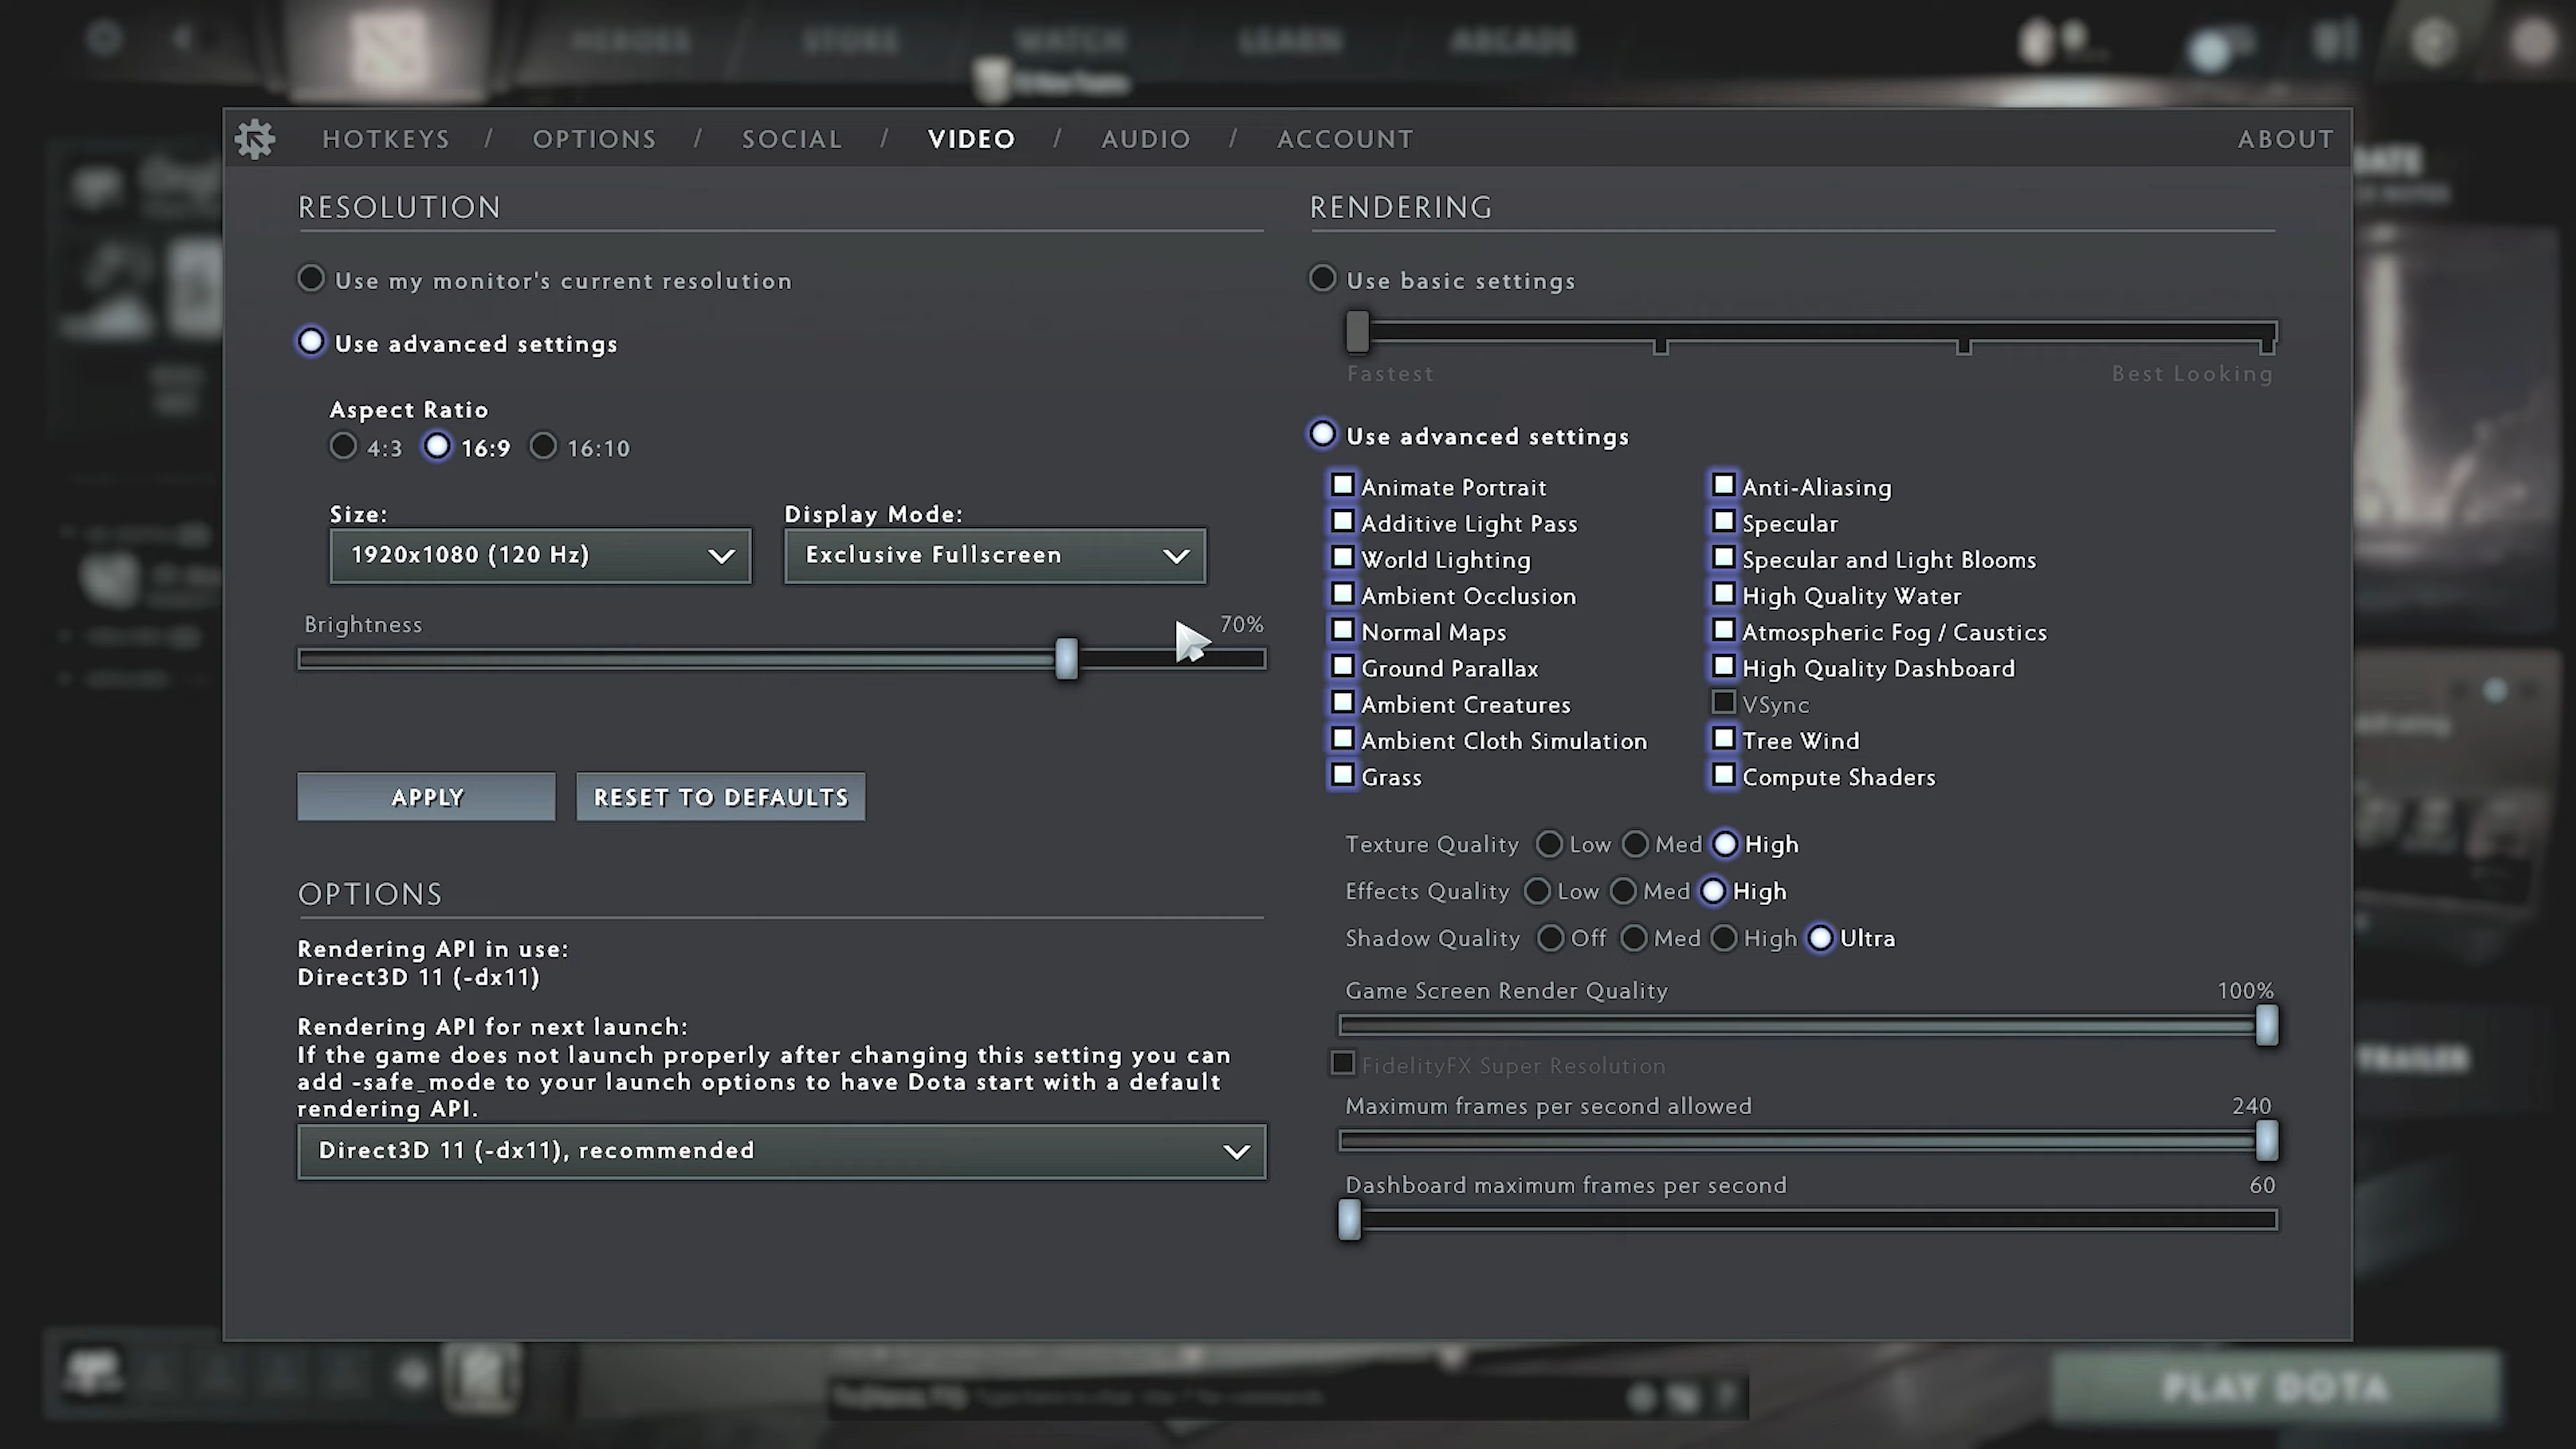 HEROES
STORE
WATCH
LEARN
ARCADE
HOTKEYS / OPTIONS / SOCIAL / VIDEO / AUDIO / ACCOUNT
ABOUT
RESOLUTION
Use my monitor's current resolution
Use advanced settings
Aspect Ratio
4:3 16:9 16:10
Size: Display Mode:
1920x1080 (120 Hz) Exclusive Fullscreen
Brightness 70%
APPLY RESET TO DEFAULTS
OPTIONS
Rendering API in use:
Direct3D 11 (-dx11)
Rendering API for next launch:
If the game does not launch properly after changing this setting you can
add -safe_mode to your launch options to have Dota start with a default
rendering API.
Direct3D 11 (-dx11), recommended
RENDERING
Use basic settings
Fastest Best Looking
Use advanced settings
Animate Portrait Anti-Aliasing
Additive Light Pass Specular
World Lighting Specular and Light Blooms
Ambient Occlusion High Quality Water
Normal Maps Atmospheric Fog / Caustics
Ground Parallax High Quality Dashboard
Ambient Creatures VSync
Ambient Cloth Simulation Tree Wind
Grass Compute Shaders
Texture Quality Low Med High
Effects Quality Low Med High
Shadow Quality Off Med High Ultra
Game Screen Render Quality 100%
FidelityFX Super Resolution
Maximum frames per second allowed 240
Dashboard maximum frames per second 60
TRAILER
PLAY DOTA